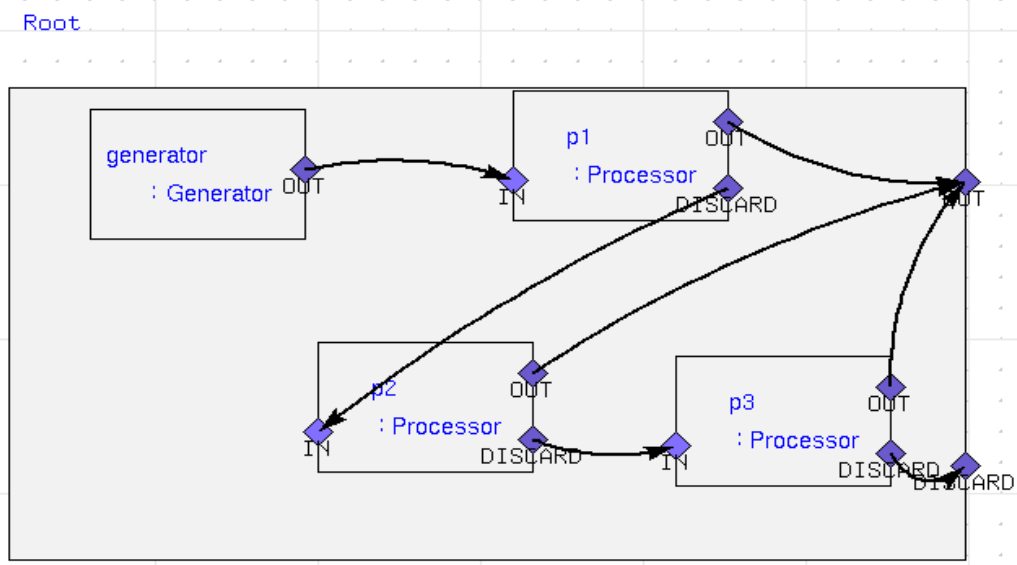 Root
generator
: Generator
OUT
p1
: Processor
IN
OUT
DISCARD
OUT
p2
: Processor
IN
OUT
DISCARD
p3
: Processor
IN
OUT
DISCARD
DISCARD